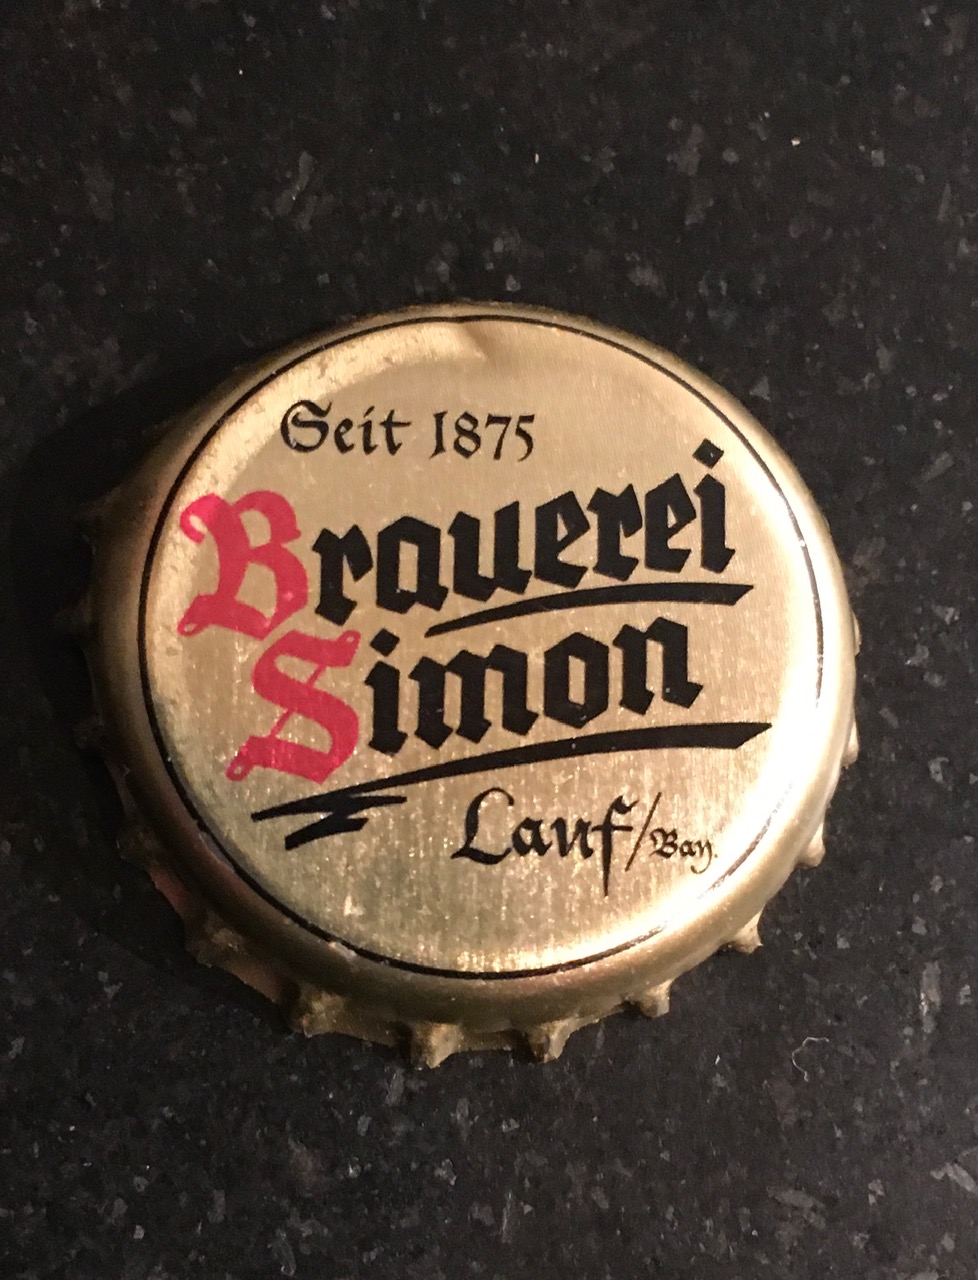 Seit 1875
Brauerei
Simon
Lauf/Bay.